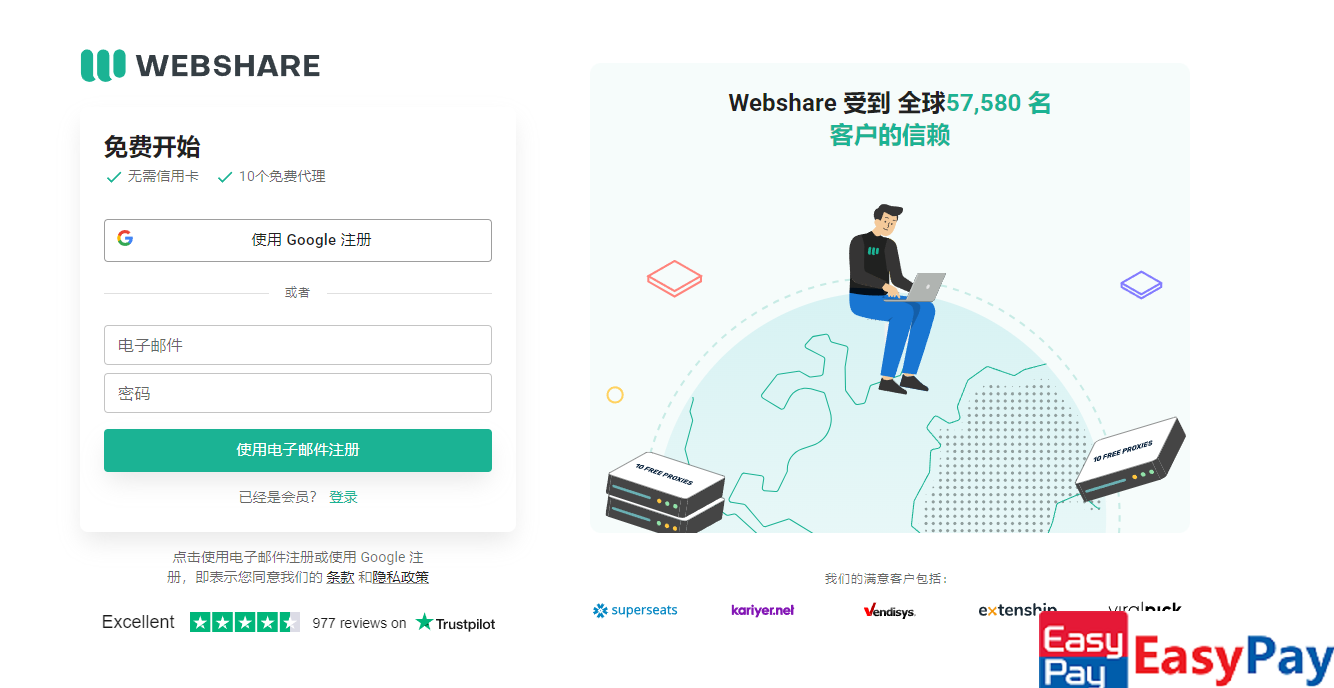 WEBSHARE
免费开始
无需信用卡 10个免费代理
使用 Google 注册
或者
电子邮件
密码
使用电子邮件注册
已经是会员？ 登录
点击使用电子邮件注册或使用 Google 注
册，即表示您同意我们的 条款 和隐私政策
Excellent 977 reviews on Trustpilot
Webshare 受到 全球57,580 名
客户的信赖
10 FREE PROXIES
10 FREE PROXIES
我们的满意客户包括：
superseats kariyer.net Vendisys. extenship viralpick
Easy
Pay
EasyPay